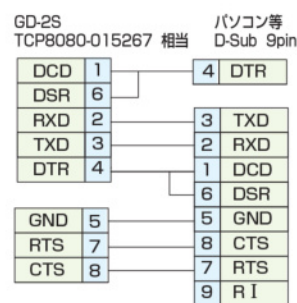 GD-2S パソコン等
TCP8080-015267 相当 D-Sub 9pin
DCD 1 4 DTR
DSR 6
RXD 2 3 TXD
TXD 3 2 RXD
DTR 4 1 DCD
6 DSR
GND 5 5 GND
RTS 7 8 CTS
CTS 8 7 RTS
9 RI